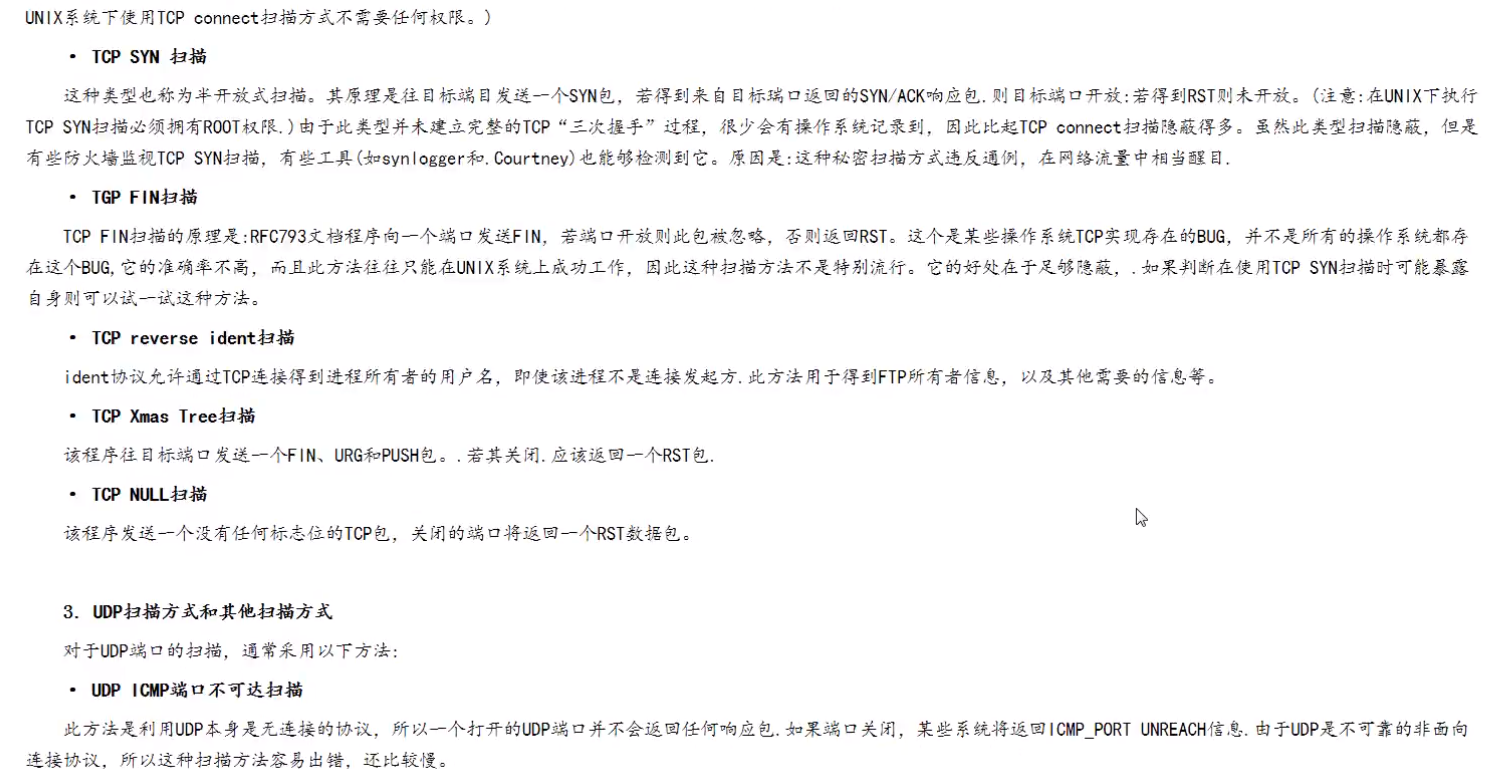 UNIX系统下使用TCP connect扫描方式不需要任何权限。)
• TCP SYN 扫描
这种类型也称为半开放式扫描。其原理是往目标端目发送一个SYN包，若得到来自目标瑞口返回的SYN/ACK响应包.则目标端口开放:若得到RST则未开放。(注意:在UNIX下执行
TCP SYN扫描必须拥有ROOT权限.)由于此类型并未建立完整的TCP“三次握手”过程，很少会有操作系统记录到，因此比起TCP connect扫描隐蔽得多。虽然此类型扫描隐蔽，但是
有些防火墙监视TCP SYN扫描，有些工具(如synlogger和.Courtney)也能够检测到它。原因是:这种秘密扫描方式违反通例，在网络流量中相当醒目.
• TGP FIN扫描
TCP FIN扫描的原理是:RFC793文档程序向一个端口发送FIN，若端口开放则此包被忽略，否则返回RST。这个是某些操作系统TCP实现存在的BUG，并不是所有的操作系统都存
在这个BUG,它的准确率不高，而且此方法往往只能在UNIX系统上成功工作，因此这种扫描方法不是特别流行。它的好处在于足够隐蔽，.如果判断在使用TCP SYN扫描时可能暴露
自身则可以试一试这种方法。
• TCP reverse ident扫描
ident协议允许通过TCP连接得到进程所有者的用户名，即使该进程不是连接发起方.此方法用于得到FTP所有者信息，以及其他需要的信息等。
• TCP Xmas Tree扫描
该程序往目标端口发送一个FIN、URG和PUSH包。.若其关闭.应该返回一个RST包.
• TCP NULL扫描
该程序发送一个没有任何标志位的TCP包，关闭的端口将返回一个RST数据包。
3. UDP扫描方式和其他扫描方式
对于UDP端口的扫描，通常采用以下方法:
• UDP ICMP端口不可达扫描
此方法是利用UDP本身是无连接的协议，所以一个打开的UDP端口并不会返回任何响应包.如果端口关闭，某些系统将返回ICMP_PORT UNREACH信息.由于UDP是不可靠的非面向
连接协议，所以这种扫描方法容易出错，还比较慢。